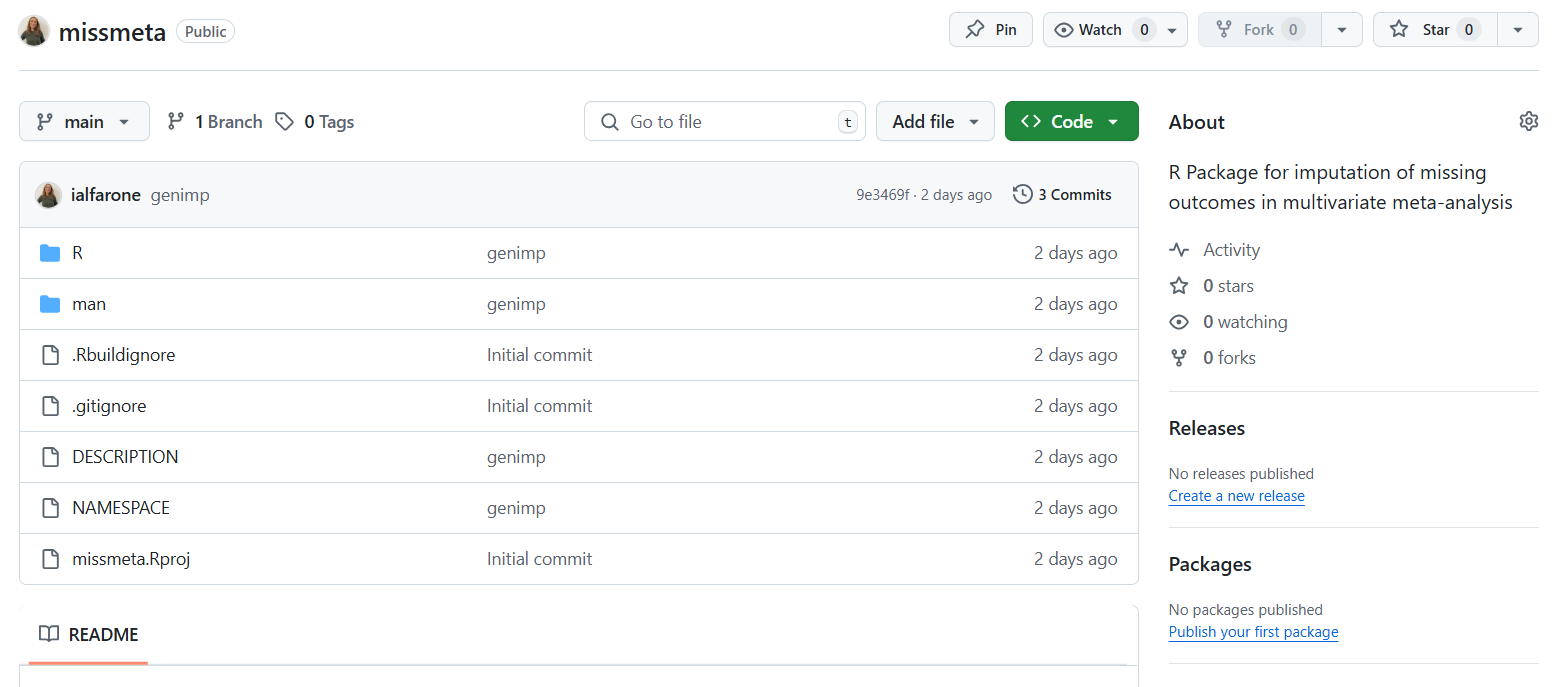 missmeta Public Pin Watch 0 Fork 0 Star 0
main 1 Branch 0 Tags Go to file t Add file Code
ialfarone genimp 9e3469f · 2 days ago 3 Commits
R genimp 2 days ago
man genimp 2 days ago
.Rbuildignore Initial commit 2 days ago
.gitignore Initial commit 2 days ago
DESCRIPTION genimp 2 days ago
NAMESPACE genimp 2 days ago
missmeta.Rproj Initial commit 2 days ago
README
About
R Package for imputation of missing
outcomes in multivariate meta-analysis
Activity
0 stars
0 watching
0 forks
Releases
No releases published
Create a new release
Packages
No packages published
Publish your first package